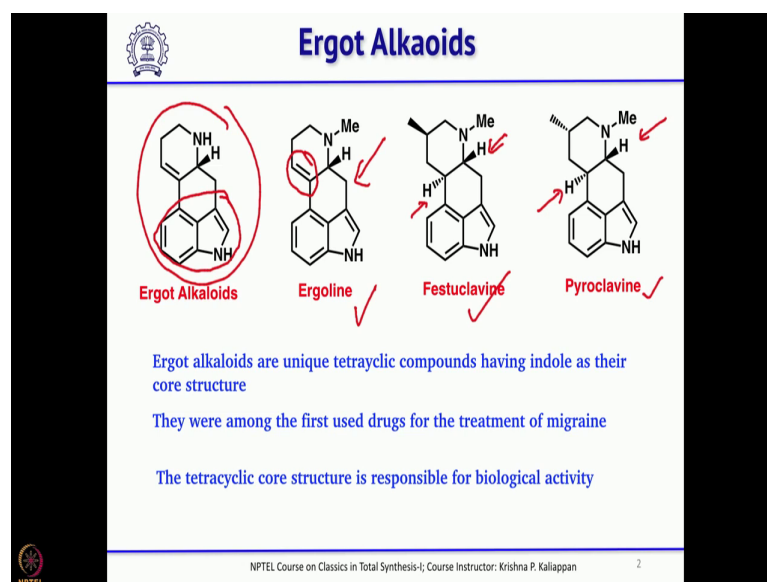 Ergot Alkaoids
NH
H
NH
Ergot Alkaloids
N Me
H
NH
Ergoline
N Me
H
H
NH
Festuclavine
N Me
H
H
NH
Pyroclavine
Ergot alkaloids are unique tetrayclic compounds having indole as their
core structure
They were among the first used drugs for the treatment of migraine
The tetracyclic core structure is responsible for biological activity
NPTEL Course on Classics in Total Synthesis-I; Course Instructor: Krishna P. Kaliappan
2
NPTEL